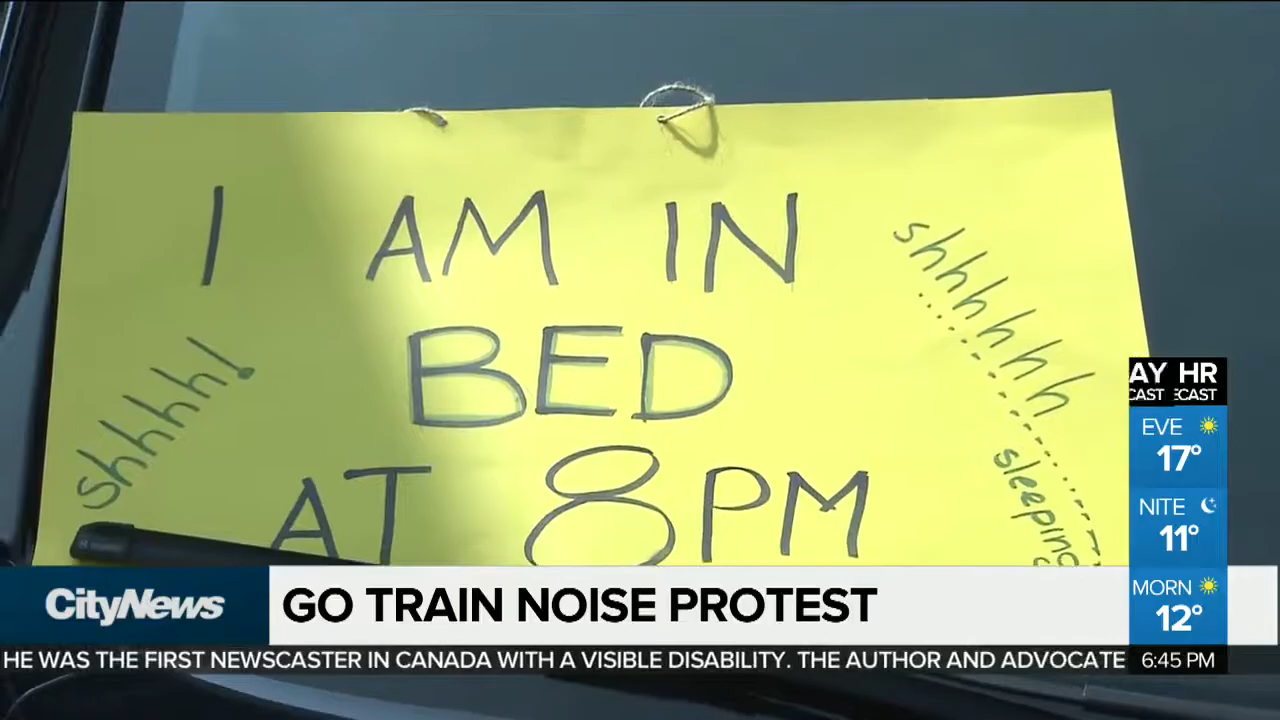 I AM IN
BED
AT 8PM
shhhh!
shhhhhh
sleeping
AY HR
CAST ECAST
EVE
17°
NITE
11°
MORN
12°
CityNews
GO TRAIN NOISE PROTEST
HE WAS THE FIRST NEWSCASTER IN CANADA WITH A VISIBLE DISABILITY. THE AUTHOR AND ADVOCATE
6:45 PM